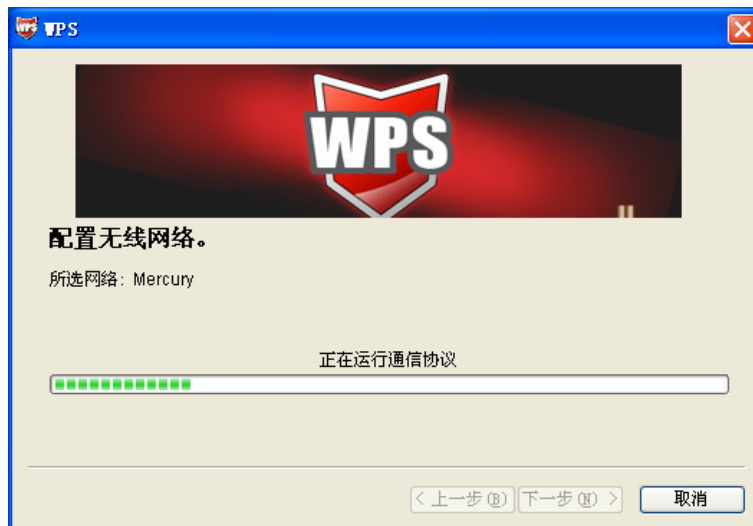 WPS
WPS
配置无线网络。
所选网络: Mercury
正在运行通信协议
< 上一步(B)
下一步(N) >
取消